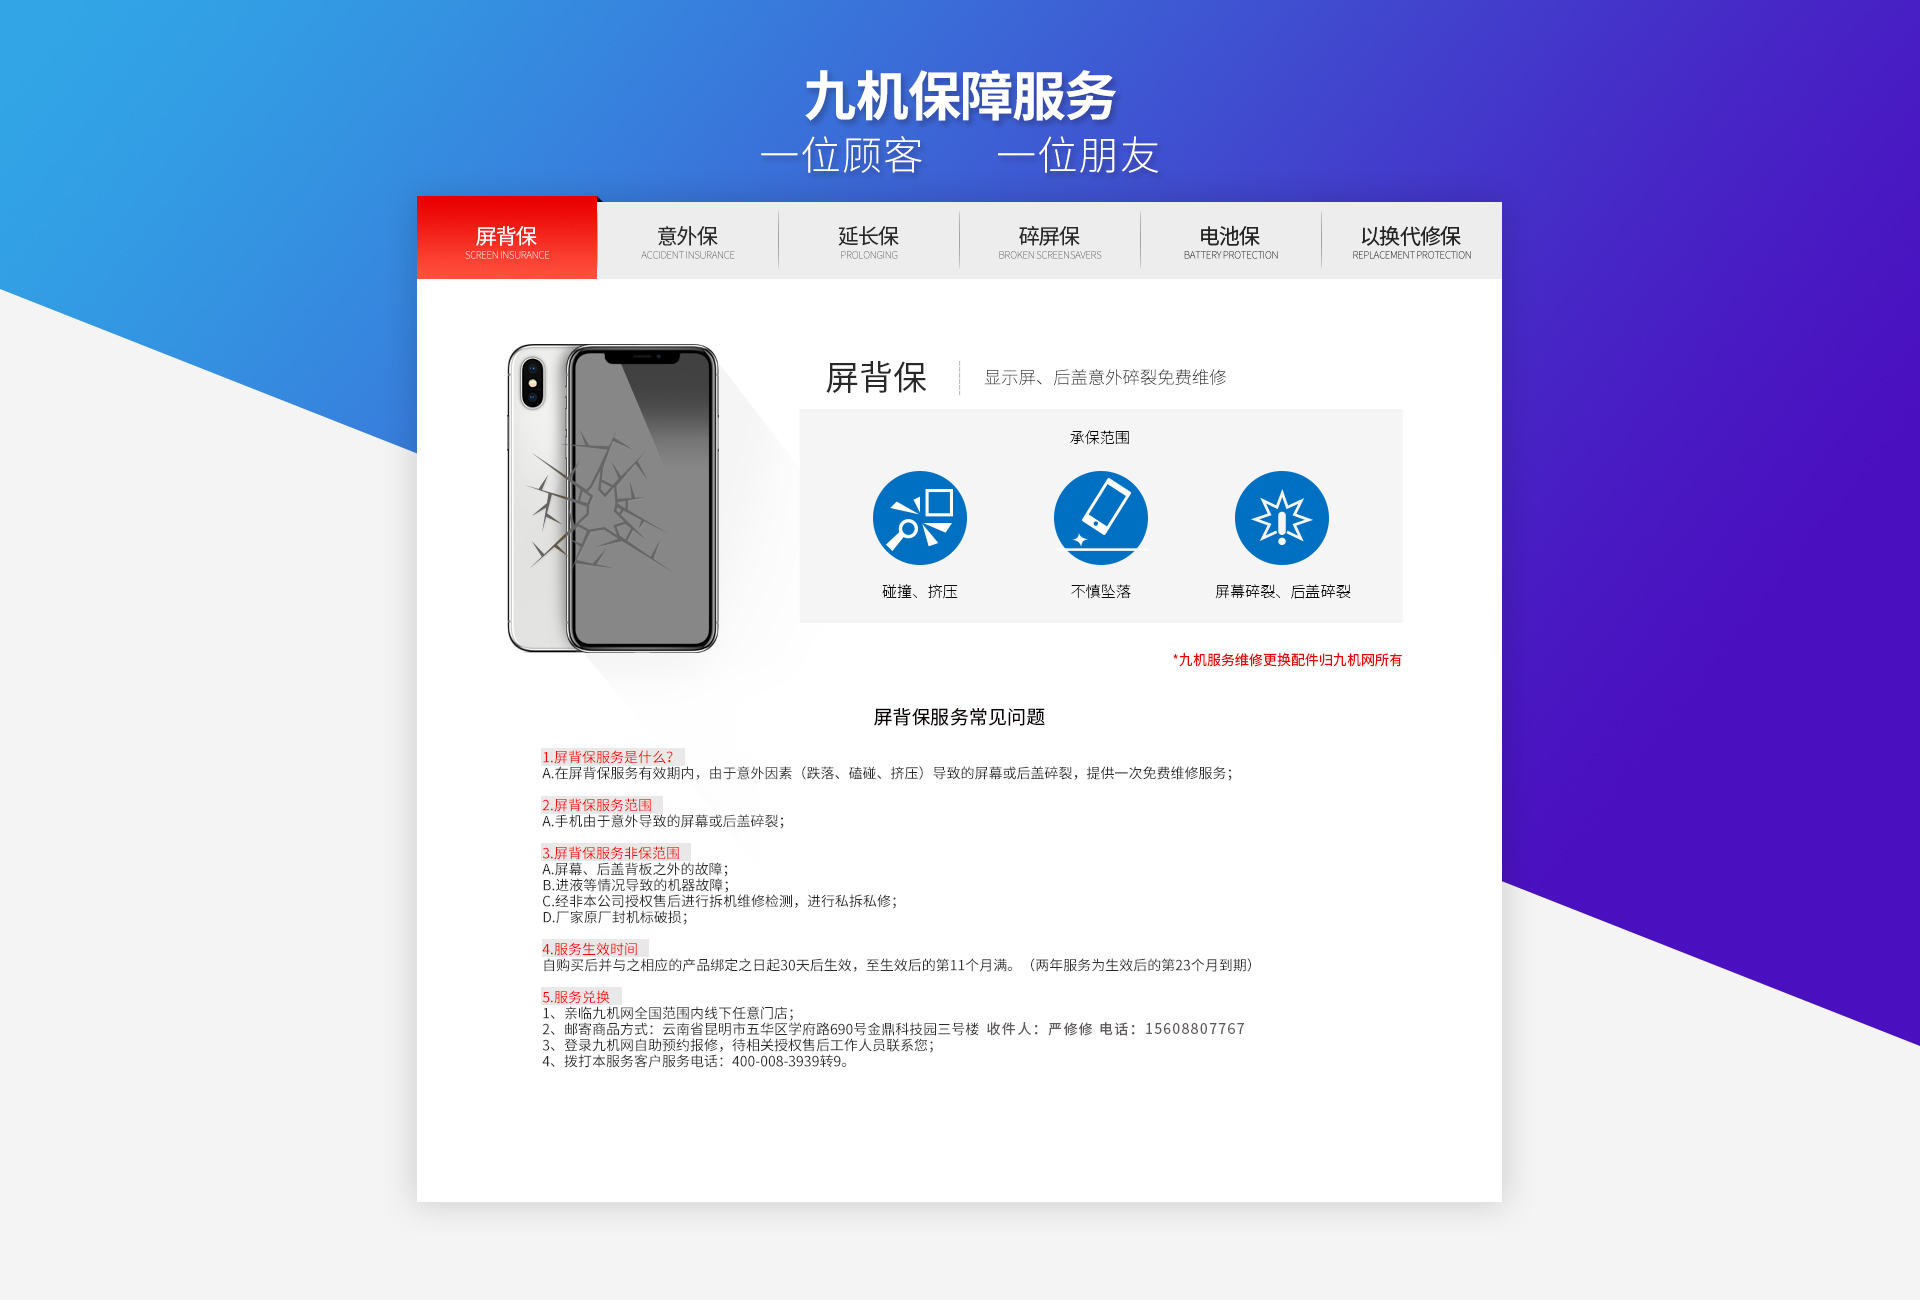 九机保障服务
一位顾客 一位朋友
屏背保 意外保 延长保 碎屏保 电池保 以换代修保
SCREEN INSURANCE ACCIDENT INSURANCE PROLONGING BROKEN SCREENSAVERS BATTERY PROTECTION REPLACEMENT PROTECTION
屏背保 显示屏、后盖意外碎裂免费维修
承保范围
碰撞、挤压 不慎坠落 屏幕碎裂、后盖碎裂
*九机服务维修更换配件归九机网所有
屏背保服务常见问题
1.屏背保服务是什么?
A.在屏背保服务有效期内，由于意外因素（跌落、磕碰、挤压）导致的屏幕或后盖碎裂，提供一次免费维修服务；
2.屏背保服务范围
A.手机由于意外导致的屏幕或后盖碎裂；
3.屏背保服务非保范围
A.屏幕、后盖背板之外的故障；
B.进液等情况导致的机器故障；
C.经非本公司授权售后进行拆机维修检测，进行私拆私修；
D.厂家原厂封机标破损；
4.服务生效时间
自购买后并与之相应的产品绑定之日起30天后生效，至生效后的第11个月满。（两年服务为生效后的第23个月到期）
5.服务兑换
1、亲临九机网全国范围内线下任意门店；
2、邮寄商品方式：云南省昆明市五华区学府路690号金鼎科技园三号楼 收件人：严修修 电话：15608807767
3、登录九机网自助预约报修，待相关授权售后工作人员联系您；
4、拨打本服务客户服务电话：400-008-3939转9。